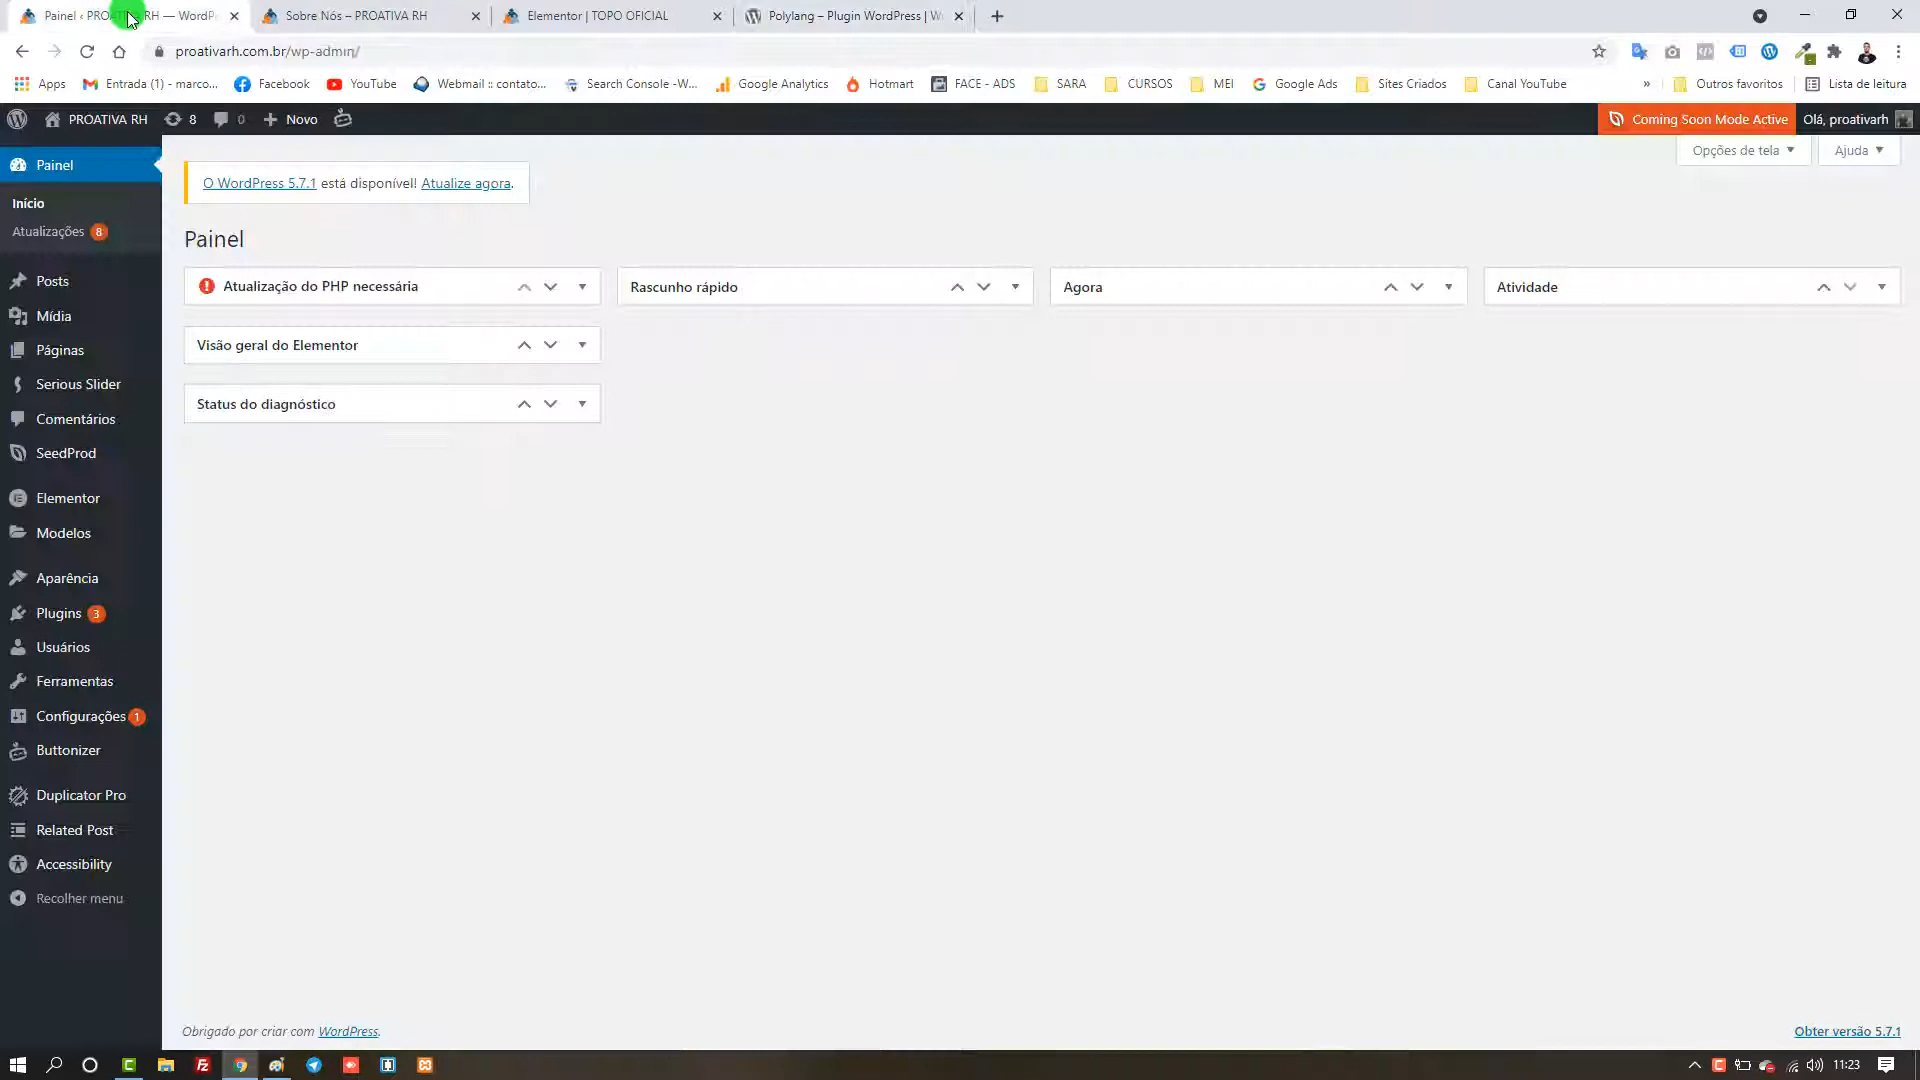 Painel ‹ PROATIVA RH — WordP
Sobre Nós – PROATIVA RH
Elementor | TOPO OFICIAL
Polylang – Plugin WordPress | W
proativarh.com.br/wp-admin/
Apps
Entrada (1) - marco...
Facebook
YouTube
Webmail :: contato...
Search Console -W...
Google Analytics
Hotmart
FACE - ADS
SARA
CURSOS
MEI
Google Ads
Sites Criados
Canal YouTube
»
Outros favoritos
Lista de leitura
PROATIVA RH
8
0
Novo
Coming Soon Mode Active
Olá, proativarh
Opções de tela
Ajuda
Painel
Início
Atualizações 8
Posts
Mídia
Páginas
Serious Slider
Comentários
SeedProd
Elementor
Modelos
Aparência
Plugins 3
Usuários
Ferramentas
Configurações 1
Buttonizer
Duplicator Pro
Related Post
Accessibility
Recolher menu
O WordPress 5.7.1 está disponível! Atualize agora.
Painel
Atualização do PHP necessária
Rascunho rápido
Agora
Atividade
Visão geral do Elementor
Status do diagnóstico
Obrigado por criar com WordPress.
Obter versão 5.7.1
11:23